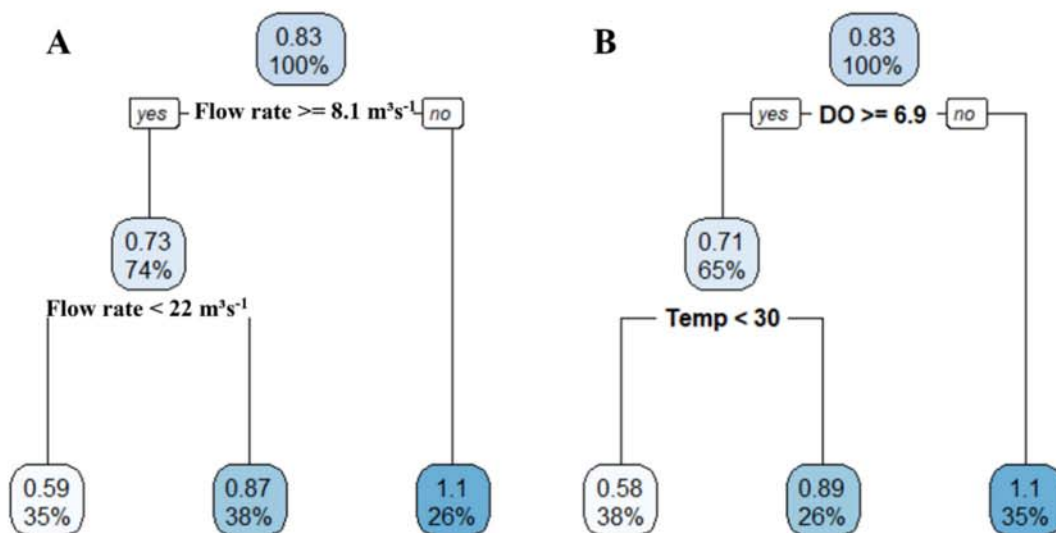 A
0.83
100%
yes
Flow rate >= 8.1 m³s⁻¹
no
0.73
74%
Flow rate < 22 m³s⁻¹
0.59
35%
0.87
38%
1.1
26%
B
0.83
100%
yes
DO >= 6.9
no
0.71
65%
Temp < 30
0.58
38%
0.89
26%
1.1
35%